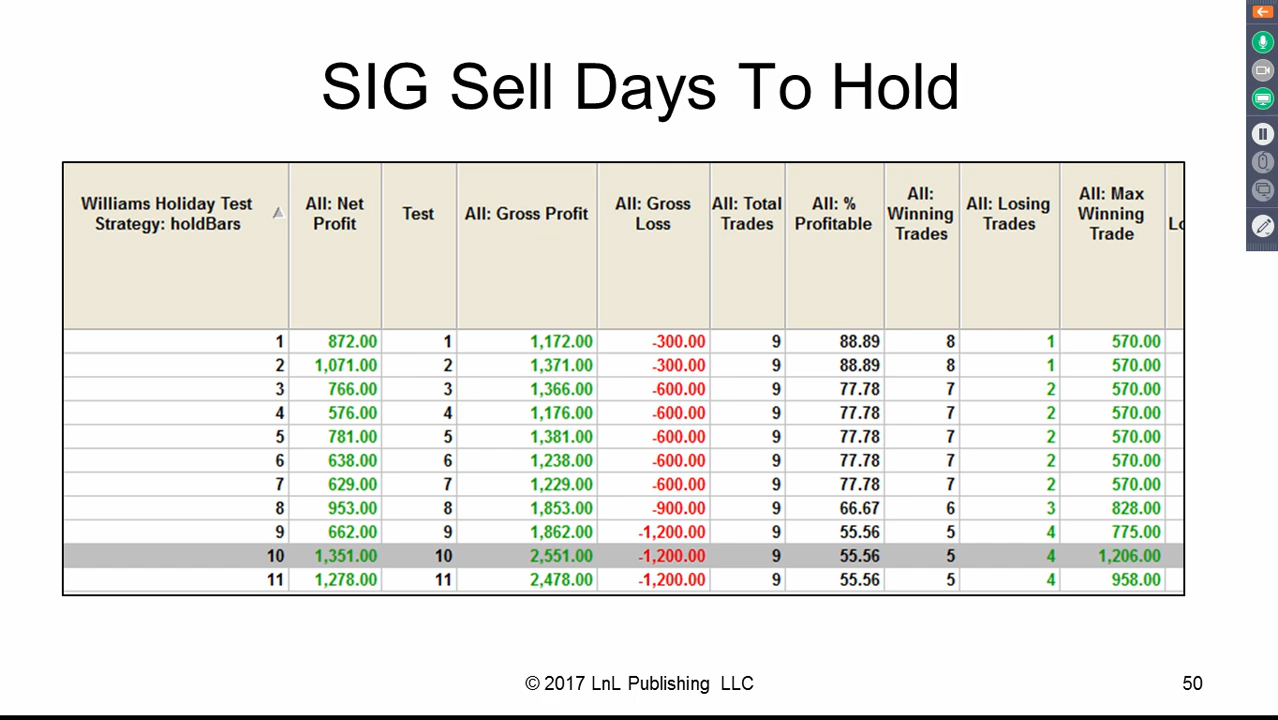 SIG Sell Days To Hold
Williams Holiday Test Strategy: holdBars | All: Net Profit | Test | All: Gross Profit | All: Gross Loss | All: Total Trades | All: % Profitable | All: Winning Trades | All: Losing Trades | All: Max Winning Trade | Lo
1 872.00 1 1,172.00 -300.00 9 88.89 8 1 570.00
2 1,071.00 2 1,371.00 -300.00 9 88.89 8 1 570.00
3 766.00 3 1,366.00 -600.00 9 77.78 7 2 570.00
4 576.00 4 1,176.00 -600.00 9 77.78 7 2 570.00
5 781.00 5 1,381.00 -600.00 9 77.78 7 2 570.00
6 638.00 6 1,238.00 -600.00 9 77.78 7 2 570.00
7 629.00 7 1,229.00 -600.00 9 77.78 7 2 570.00
8 953.00 8 1,853.00 -900.00 9 66.67 6 3 828.00
9 662.00 9 1,862.00 -1,200.00 9 55.56 5 4 775.00
10 1,351.00 10 2,551.00 -1,200.00 9 55.56 5 4 1,206.00
11 1,278.00 11 2,478.00 -1,200.00 9 55.56 5 4 958.00
© 2017 LnL Publishing LLC
50